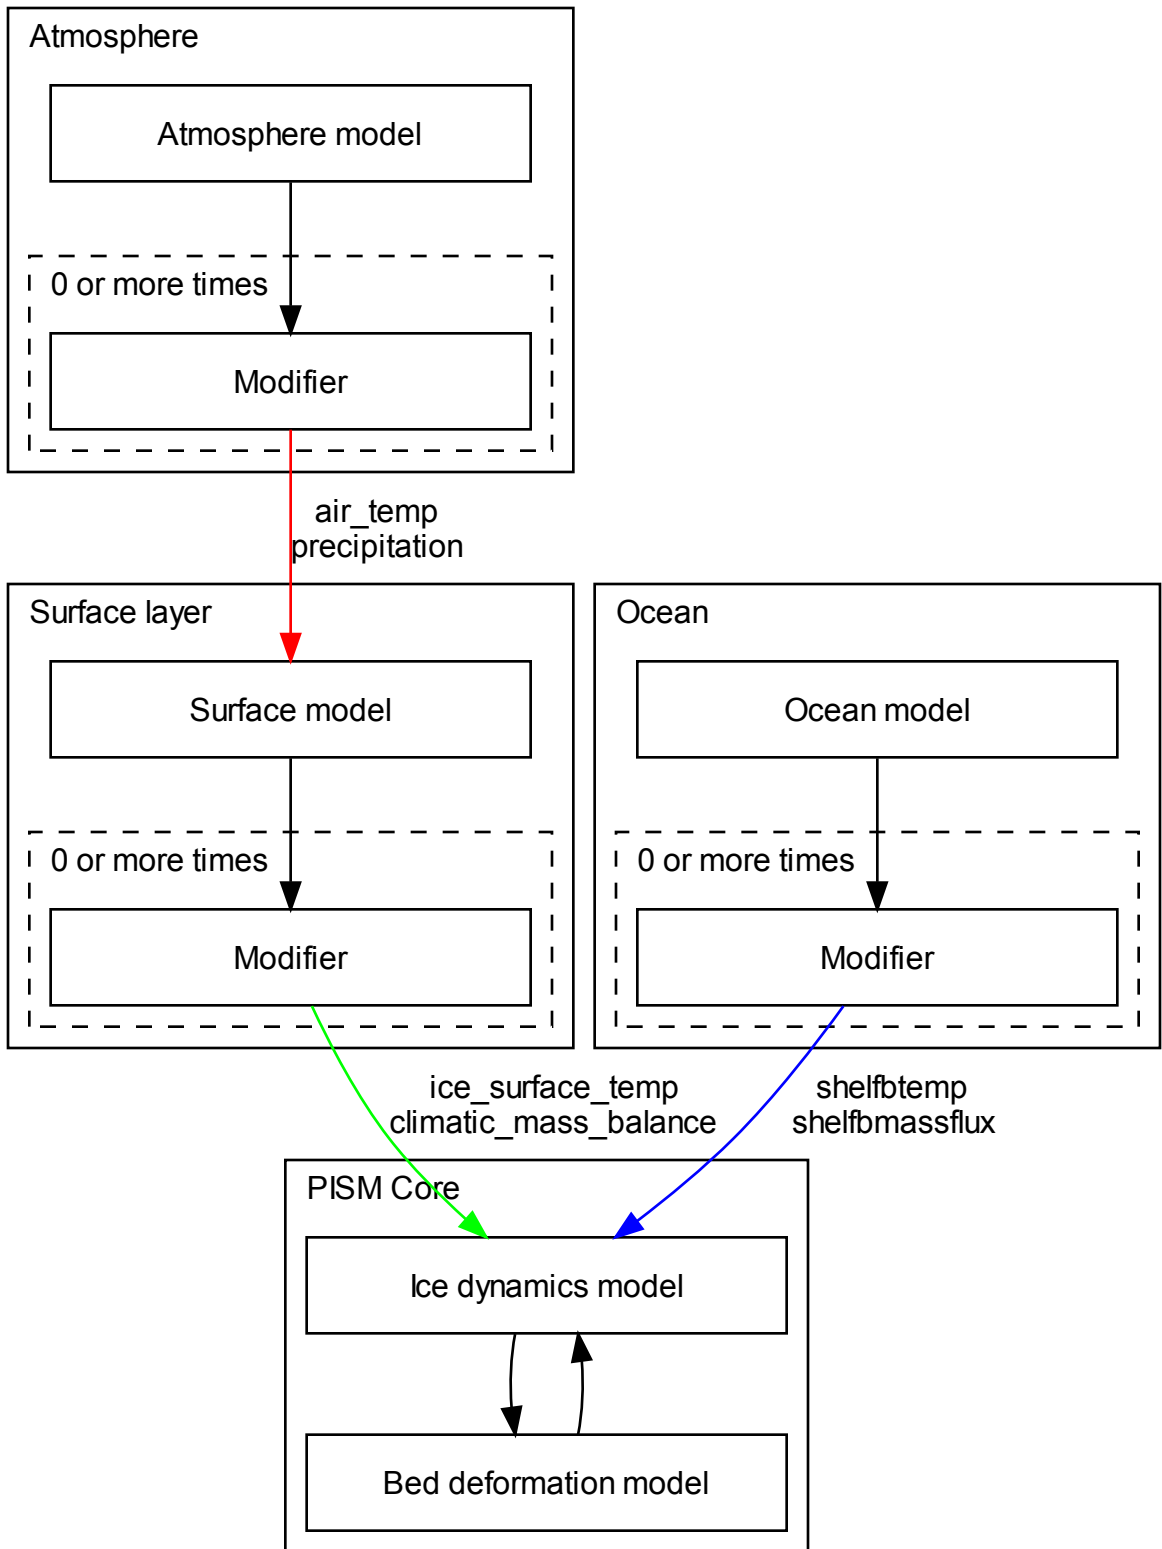 Atmosphere
Atmosphere model
0 or more times
Modifier
air_temp
precipitation
Surface layer
Surface model
0 or more times
Modifier
Ocean
Ocean model
0 or more times
Modifier
ice_surface_temp
climatic_mass_balance
shelfbtemp
shelfbmassflux
PISM Core
Ice dynamics model
Bed deformation model